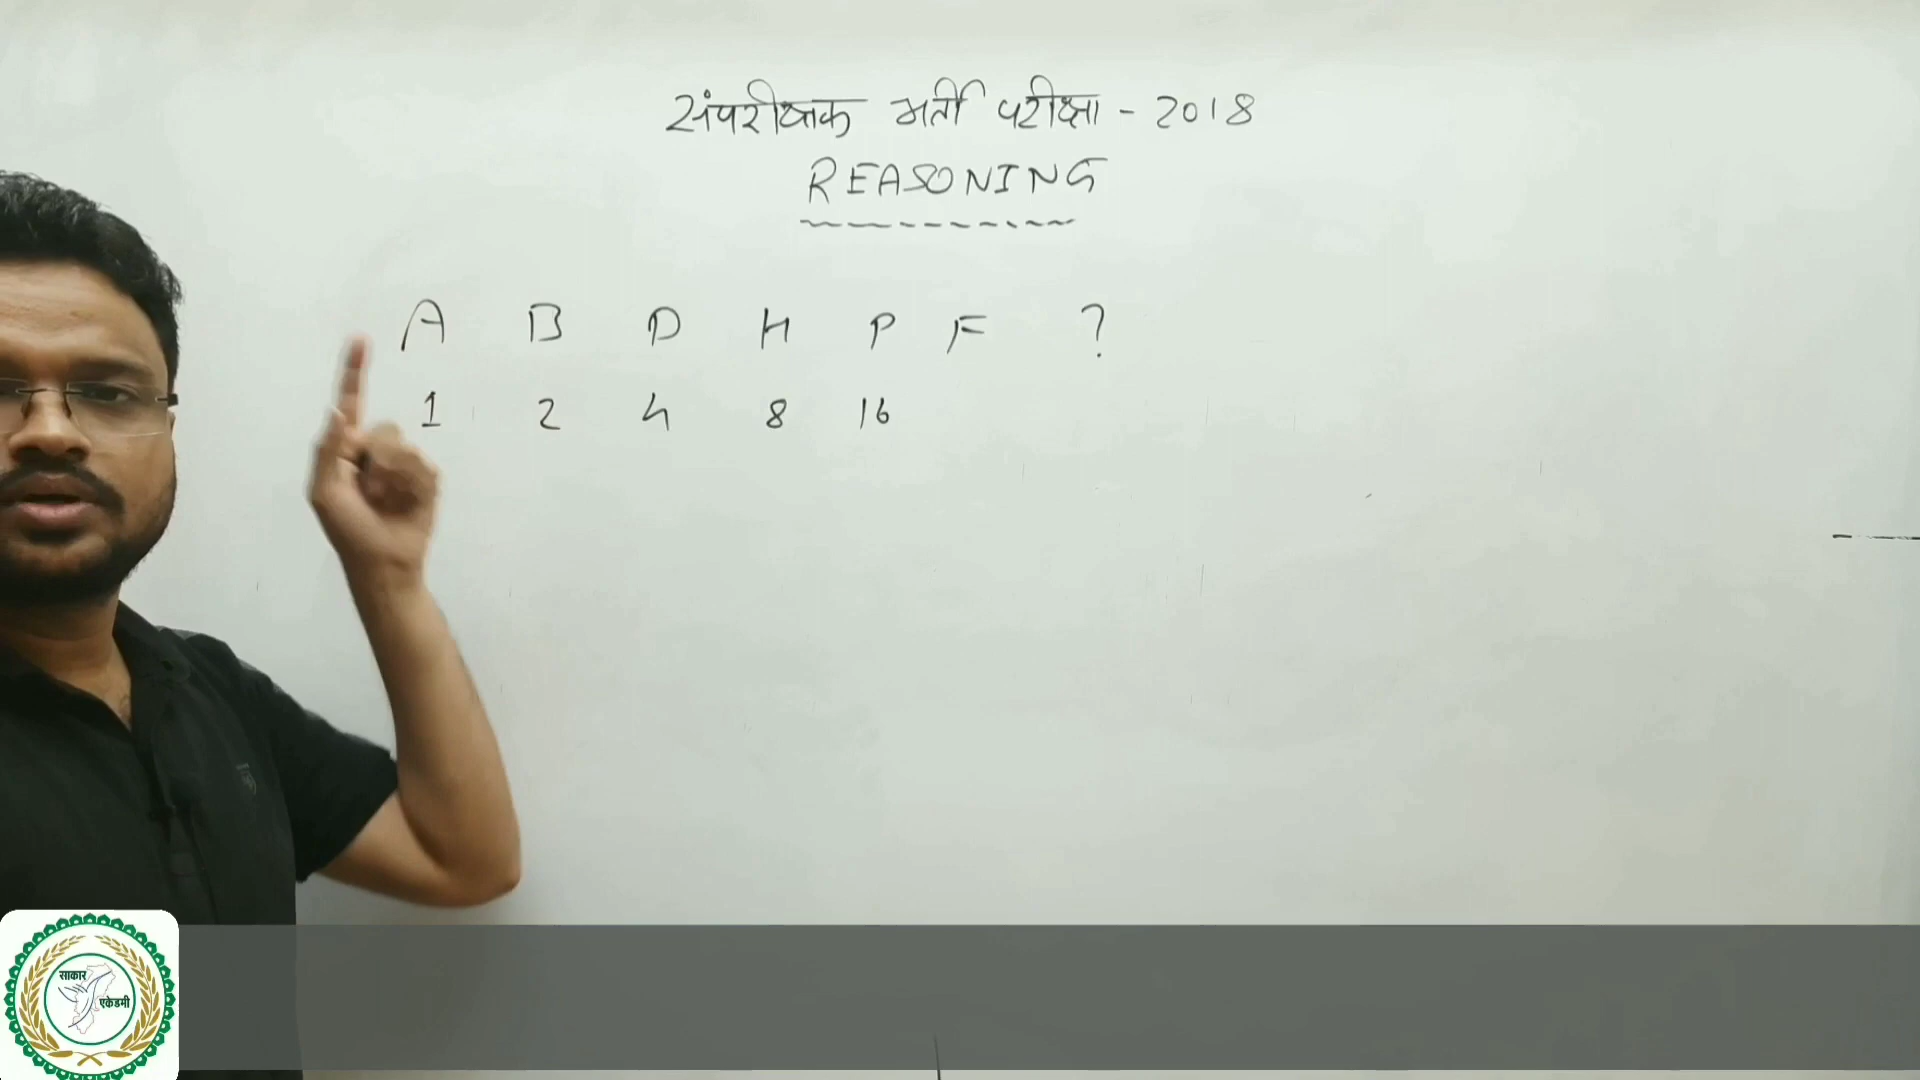 संपरीक्षक भर्ती परीक्षा - 2018
REASONING
A B D H P F ?
1 2 4 8 16
साकार
एकेडमी